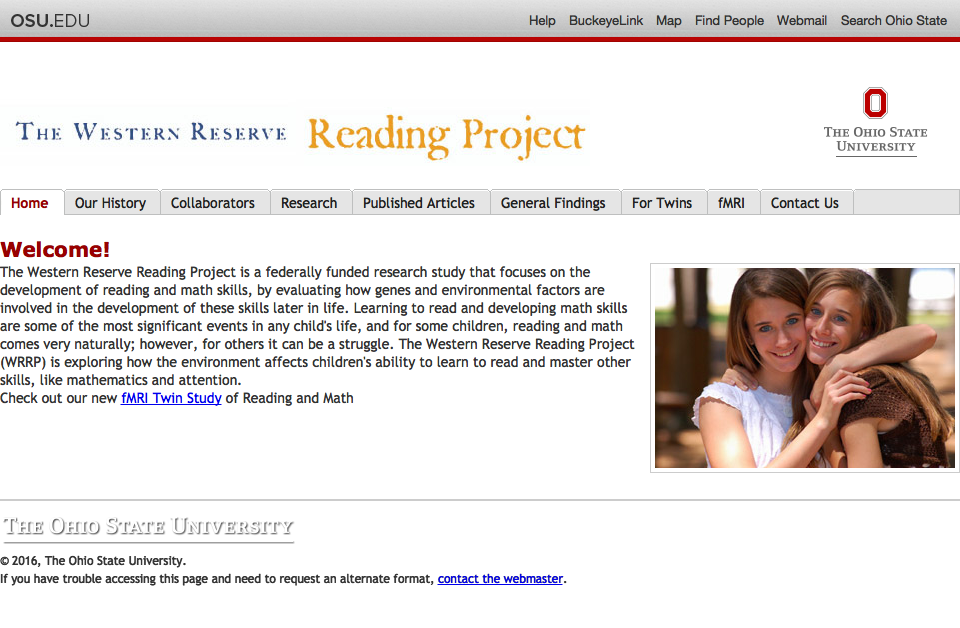 OSU.EDU
Help BuckeyeLink Map Find People Webmail Search Ohio State
The Western Reserve Reading Project
The Ohio State
University
Home Our History Collaborators Research Published Articles General Findings For Twins fMRI Contact Us
Welcome!
The Western Reserve Reading Project is a federally funded research study that focuses on the
development of reading and math skills, by evaluating how genes and environmental factors are
involved in the development of these skills later in life. Learning to read and developing math skills
are some of the most significant events in any child's life, and for some children, reading and math
comes very naturally; however, for others it can be a struggle. The Western Reserve Reading Project
(WRRP) is exploring how the environment affects children's ability to learn to read and master other
skills, like mathematics and attention.
Check out our new fMRI Twin Study of Reading and Math
The Ohio State University
© 2016, The Ohio State University.
If you have trouble accessing this page and need to request an alternate format, contact the webmaster.